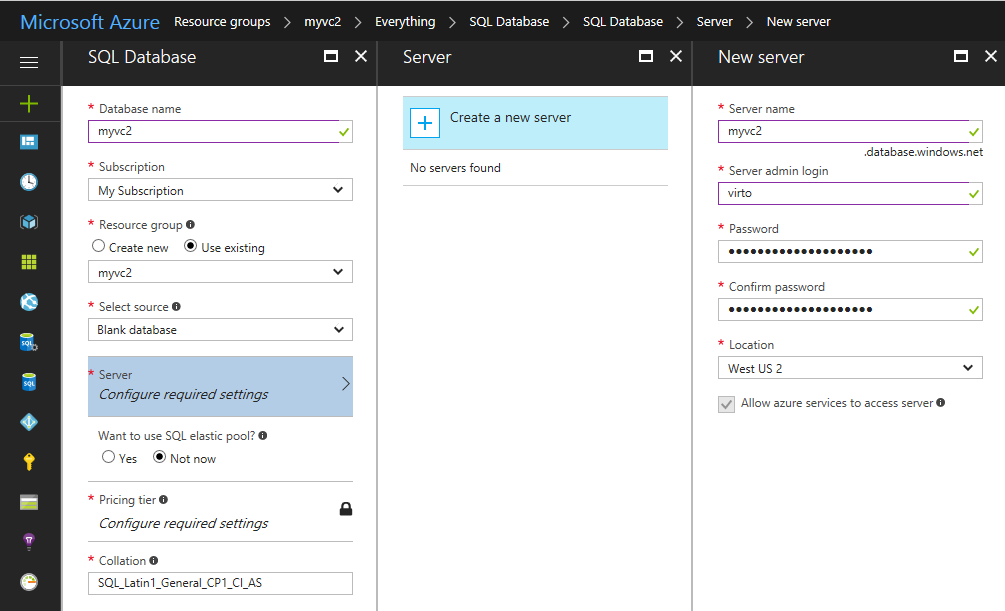 Microsoft Azure Resource groups > myvc2 > Everything > SQL Database > SQL Database > Server > New server
SQL Database
* Database name
myvc2
* Subscription
My Subscription
* Resource group
Create new Use existing
myvc2
* Select source
Blank database
* Server
Configure required settings
Want to use SQL elastic pool?
Yes Not now
* Pricing tier
Configure required settings
* Collation
SQL_Latin1_General_CP1_CI_AS
Server
Create a new server
No servers found
New server
* Server name
myvc2
.database.windows.net
* Server admin login
virto
* Password
••••••••••••••••••••
* Confirm password
••••••••••••••••••••
* Location
West US 2
Allow azure services to access server
SQL
SQL